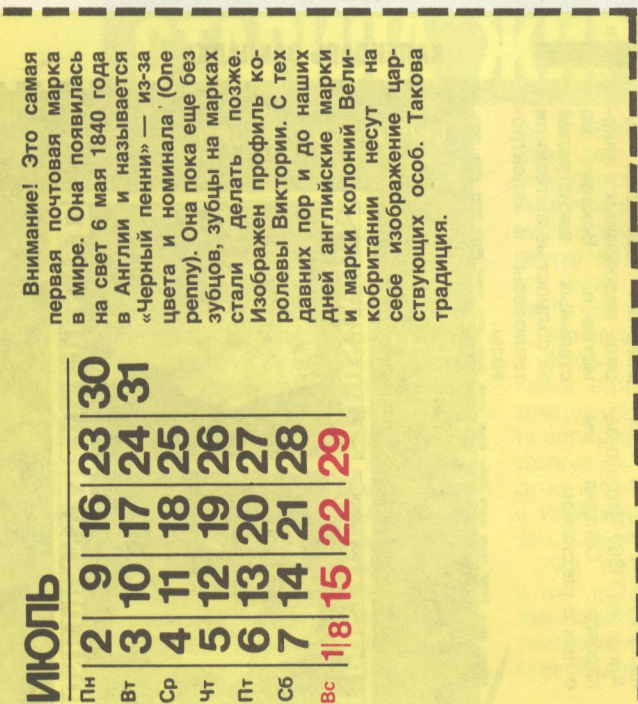 ИЮЛЬ
Пн 2 9 16 23 30
Вт 3 10 17 24 31
Ср 4 11 18 25
Чт 5 12 19 26
Пт 6 13 20 27
Сб 7 14 21 28
Вс 1|8 15 22 29
Внимание! Это самая
первая почтовая марка
в мире. Она появилась
на свет 6 мая 1840 года
в Англии и называется
«Черный пенни» — из-за
цвета и номинала (One
penny). Она пока еще без
зубцов, зубцы на марках
стали делать позже.
Изображен профиль ко-
ролевы Виктории. С тех
давних пор и до наших
дней английские марки
и марки колоний Вели-
кобритании несут на
себе изображение цар-
ствующих особ. Такова
традиция.